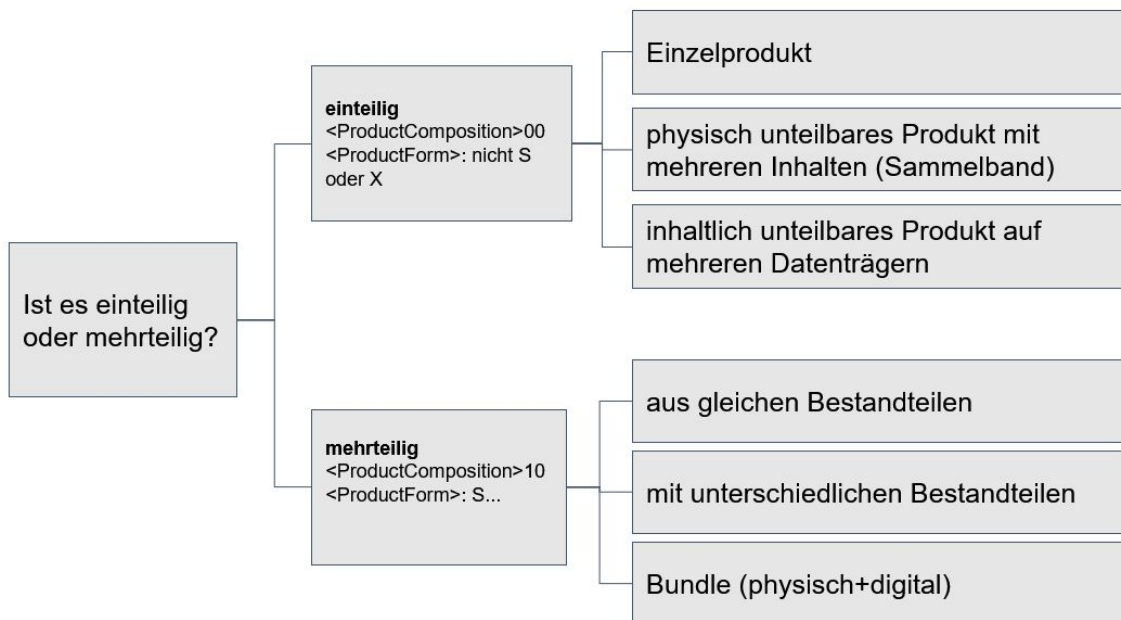 Ist es einteilig
oder mehrteilig?
einteilig
<ProductComposition>00
<ProductForm>: nicht S
oder X
Einzelprodukt
physisch unteilbares Produkt mit
mehreren Inhalten (Sammelband)
inhaltlich unteilbares Produkt auf
mehreren Datenträgern
mehrteilig
<ProductComposition>10
<ProductForm>: S...
aus gleichen Bestandteilen
mit unterschiedlichen Bestandteilen
Bundle (physisch+digital)